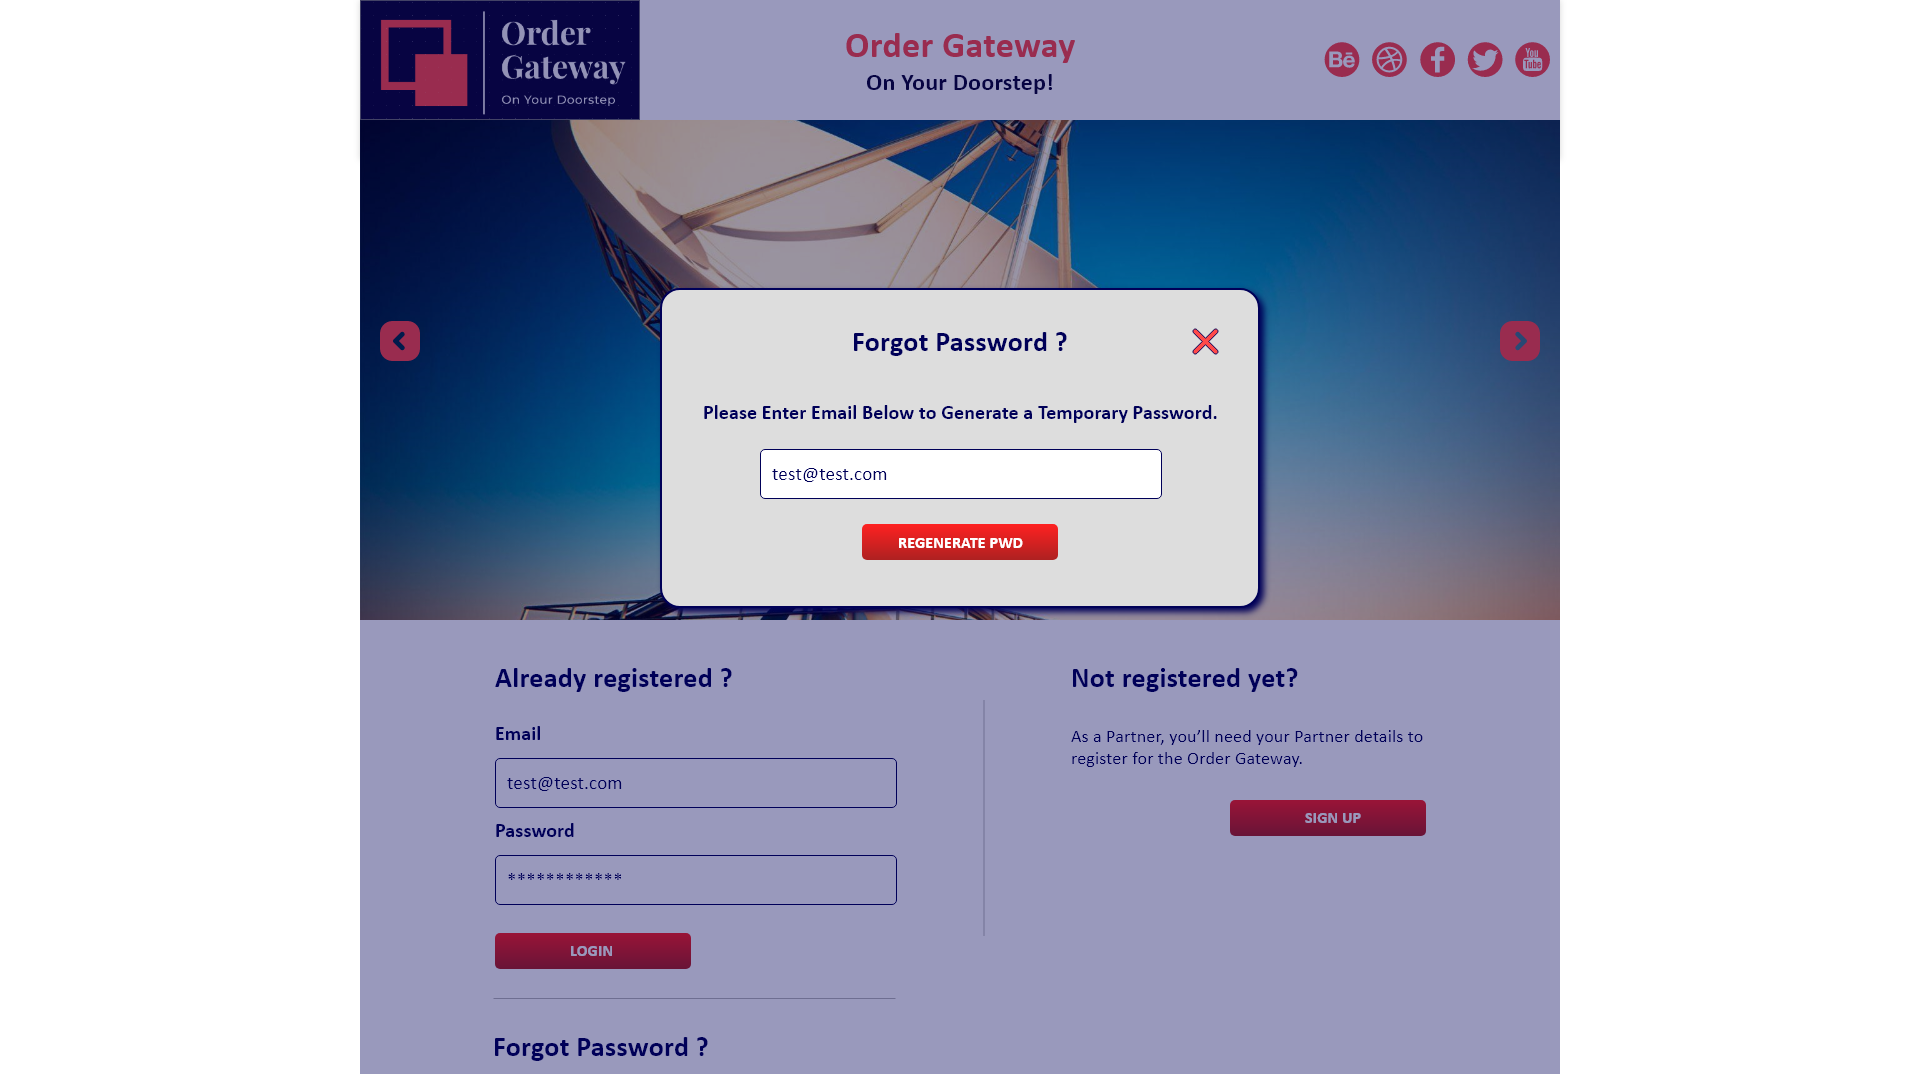 Order
Gateway
On Your Doorstep
Order Gateway
On Your Doorstep!
Bē
You
Tube
Forgot Password ?
Please Enter Email Below to Generate a Temporary Password.
test@test.com
REGENERATE PWD
Already registered ?
Email
test@test.com
Password
************
LOGIN
Forgot Password ?
Not registered yet?
As a Partner, you’ll need your Partner details to
register for the Order Gateway.
SIGN UP